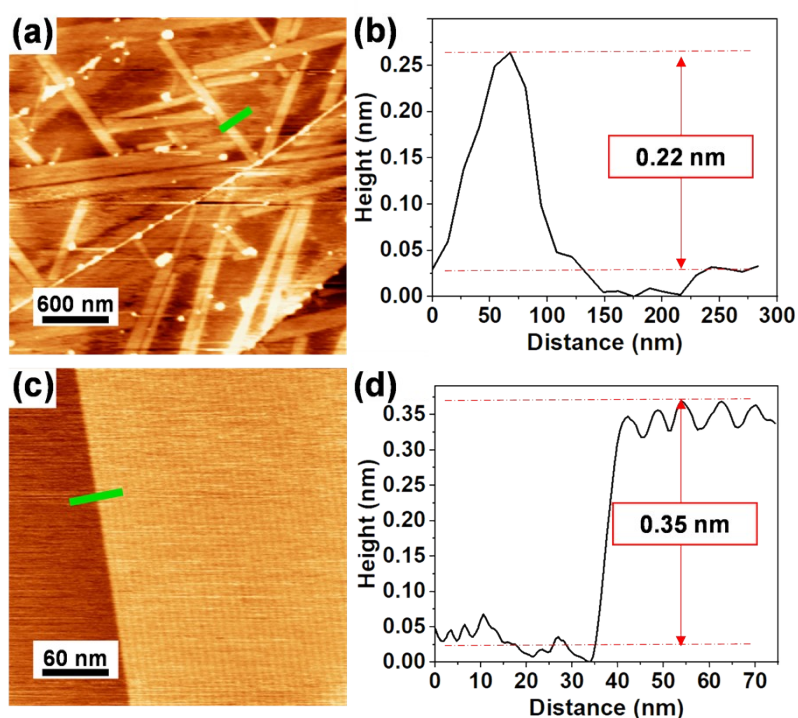 (a)
600 nm
(b)
Height (nm)
0.25
0.20
0.15
0.10
0.05
0.00
0.22 nm
0 50 100 150 200 250 300
Distance (nm)
(c)
60 nm
(d)
Height (nm)
0.35
0.30
0.25
0.20
0.15
0.10
0.05
0.00
0.35 nm
0 10 20 30 40 50 60 70
Distance (nm)